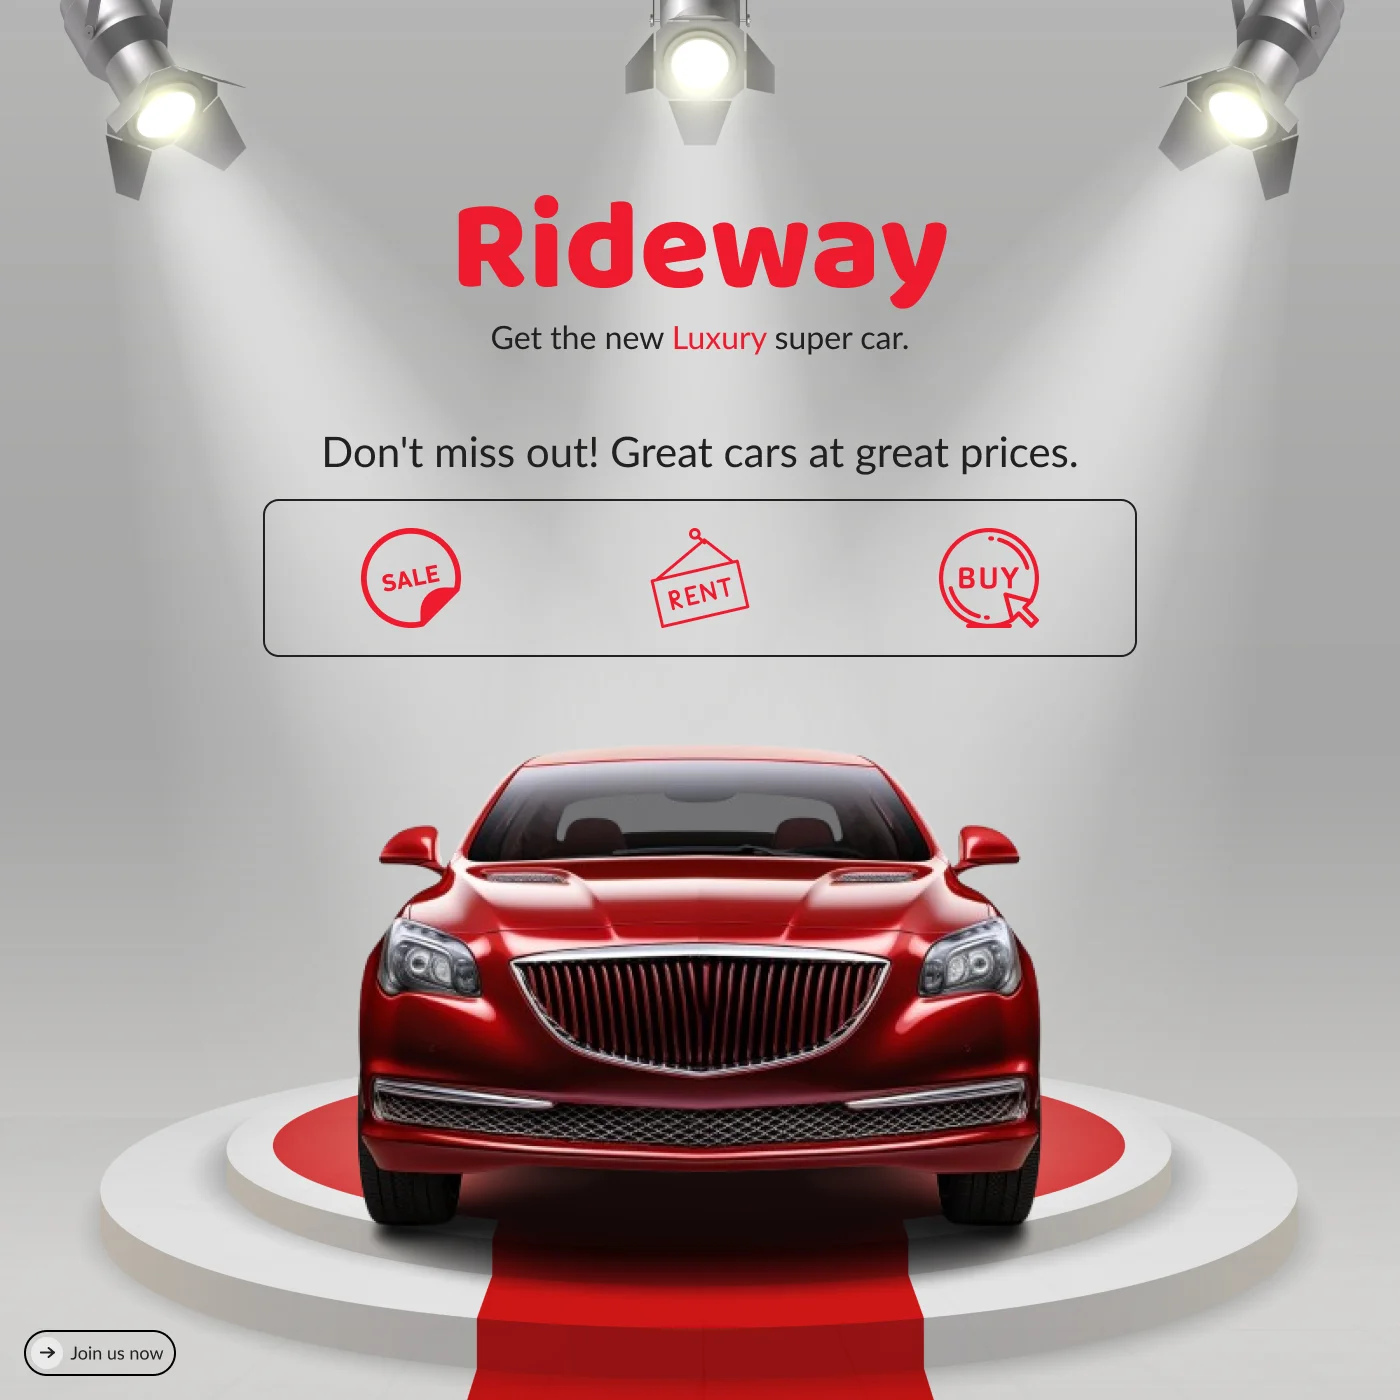 Rideway
Get the new Luxury super car.
Don't miss out! Great cars at great prices.
SALE
RENT
BUY
Join us now